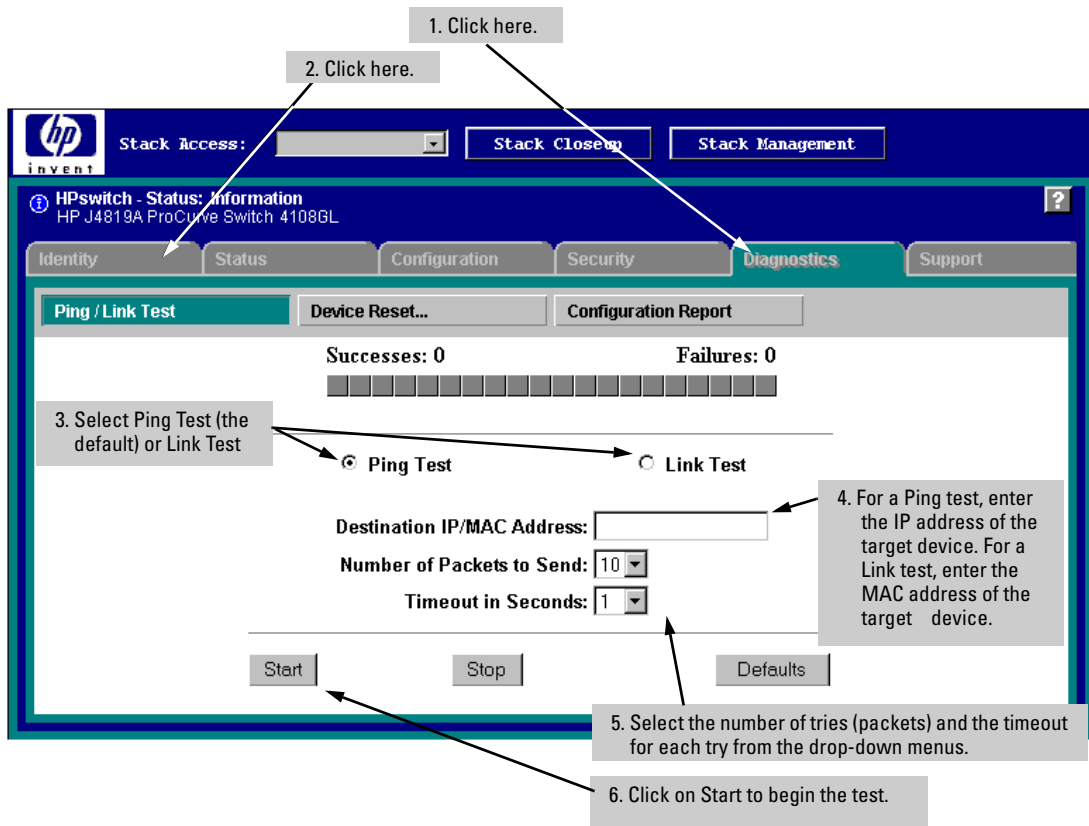 1. Click here.
2. Click here.
hp
invent
Stack Access:
Stack Closeup
Stack Management
HPswitch - Status: Information
HP J4819A ProCurve Switch 4108GL
?
Identity
Status
Configuration
Security
Diagnostics
Support
Ping / Link Test
Device Reset...
Configuration Report
Successes: 0
Failures: 0
3. Select Ping Test (the
default) or Link Test
Ping Test
Link Test
Destination IP/MAC Address:
Number of Packets to Send: 10
Timeout in Seconds: 1
4. For a Ping test, enter
the IP address of the
target device. For a
Link test, enter the
MAC address of the
target device.
Start
Stop
Defaults
5. Select the number of tries (packets) and the timeout
for each try from the drop-down menus.
6. Click on Start to begin the test.